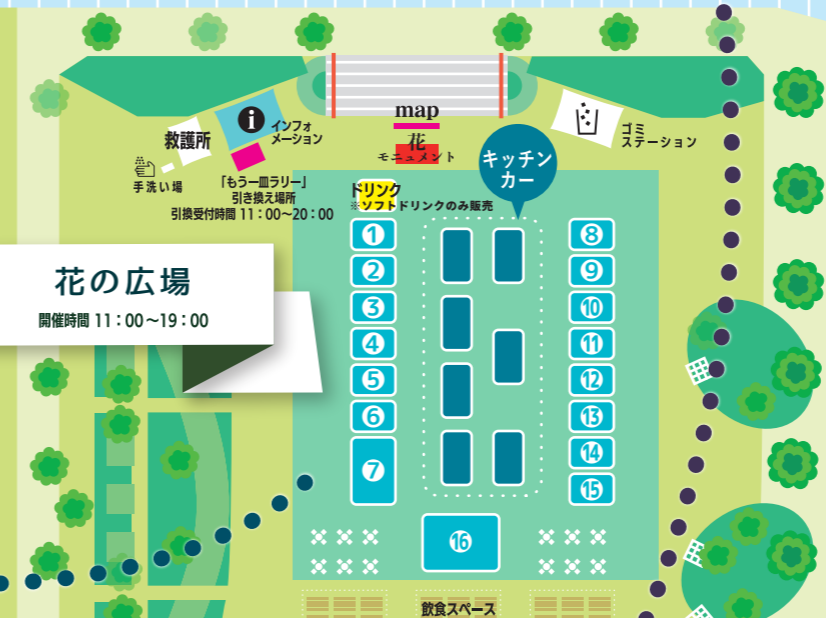 map
花
モニュメント
i
インフォ
メーション
救護所
手洗い場
「もう一皿ラリー」
引き換え場所
引換受付時間 11：00〜20：00
ゴミ
ステーション
キッチン
カー
ドリンク
※ソフトドリンクのみ販売
花の広場
開催時間 11：00〜19：00
1
2
3
4
5
6
7
8
9
10
11
12
13
14
15
16
飲食スペース